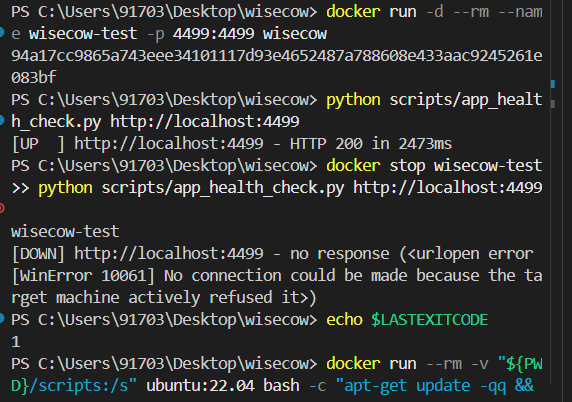 PS C:\Users\91703\Desktop\wisecow> docker run -d --rm --nam
e wisecow-test -p 4499:4499 wisecow
94a17cc9865a743eee34101117d93e4652487a788608e433aac9245261e
083bf
PS C:\Users\91703\Desktop\wisecow> python scripts/app_healt
h_check.py http://localhost:4499
[UP  ] http://localhost:4499 - HTTP 200 in 2473ms
PS C:\Users\91703\Desktop\wisecow> docker stop wisecow-test
>> python scripts/app_health_check.py http://localhost:4499
wisecow-test
[DOWN] http://localhost:4499 - no response (<urlopen error
[WinError 10061] No connection could be made because the ta
rget machine actively refused it>)
PS C:\Users\91703\Desktop\wisecow> echo $LASTEXITCODE
1
PS C:\Users\91703\Desktop\wisecow> docker run --rm -v "${PW
D}/scripts:/s" ubuntu:22.04 bash -c "apt-get update -qq &&